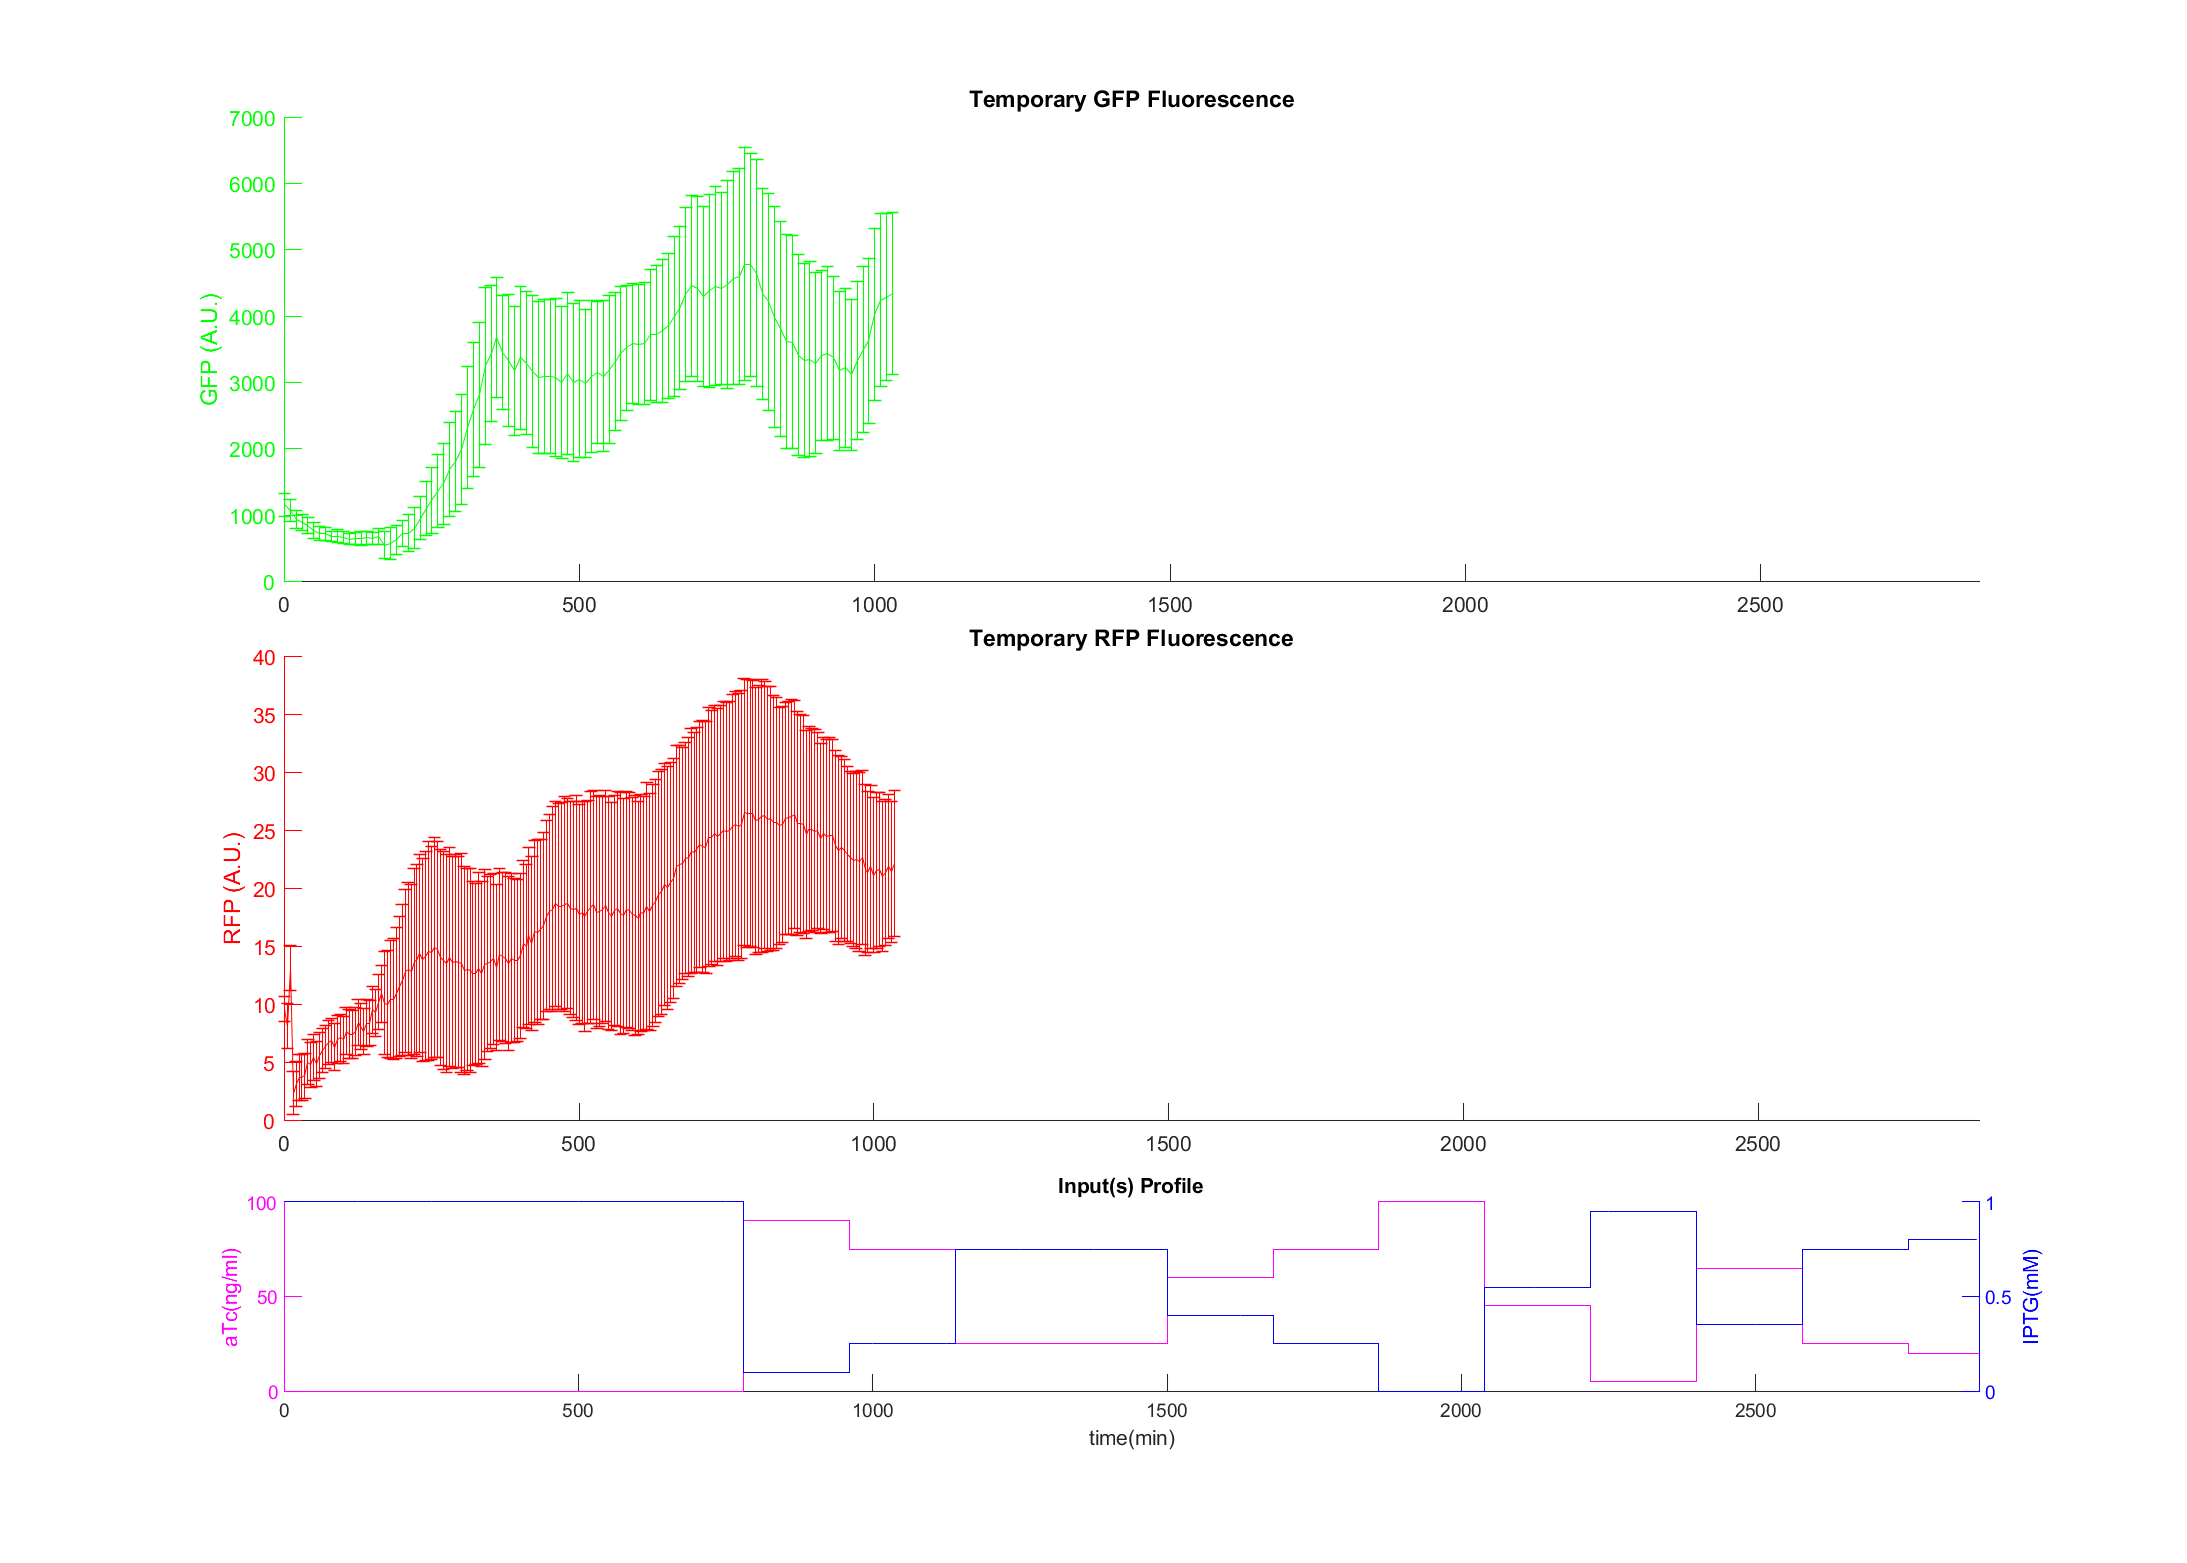 Temporary GFP Fluorescence
7000
6000
5000
4000
3000
2000
1000
0
GFP (A.U.)
0 500 1000 1500 2000 2500
Temporary RFP Fluorescence
40
35
30
25
20
15
10
5
0
RFP (A.U.)
0 500 1000 1500 2000 2500
Input(s) Profile
100
50
0
aTc(ng/ml)
1
0.5
0
IPTG(mM)
0 500 1000 1500 2000 2500
time(min)